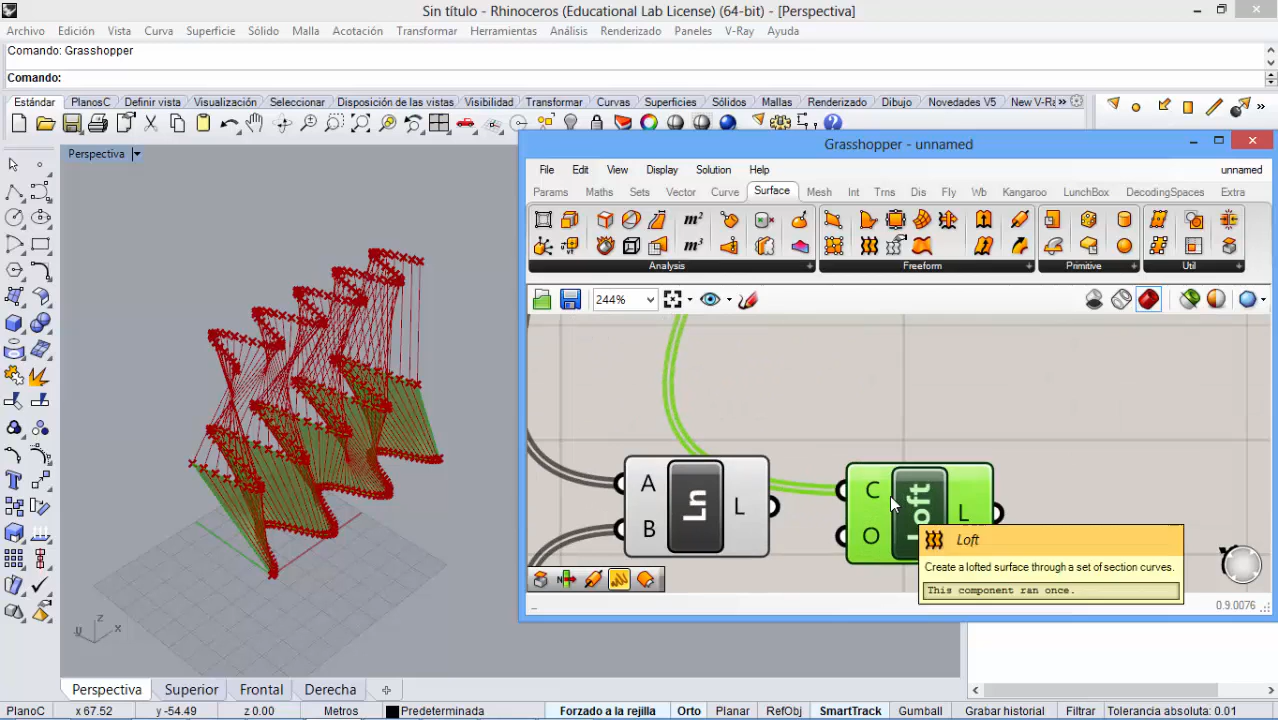 Sin título - Rhinoceros (Educational Lab License) (64-bit) - [Perspectiva]
Archivo Edición Vista Curva Superficie Sólido Malla Acotación Transformar Herramientas Análisis Renderizado Paneles V-Ray Ayuda
Comando: Grasshopper
Comando:
Estándar PlanosC Definir vista Visualización Seleccionar Disposición de las vistas Visibilidad Transformar Curvas Superficies Sólidos Mallas Renderizado Dibujo Novedades V5 New V-Ra
Perspectiva
Grasshopper - unnamed
File Edit View Display Solution Help unnamed
Params Maths Sets Vector Curve Surface Mesh Int Trns Dis Fly Wb Kangaroo LunchBox DecodingSpaces Extra
m²
m³
Analysis Freeform Primitive Util
244%
A B Ln L
C O Loft L
Loft
Create a lofted surface through a set of section curves.
This component ran once.
0.9.0076
z
x
Perspectiva Superior Frontal Derecha
PlanoC x 67.52 y -54.49 z 0.00 Metros Predeterminada Forzado a la rejilla Orto Planar RefObj SmartTrack Gumball Grabar historial Filtrar Tolerancia absoluta: 0.01